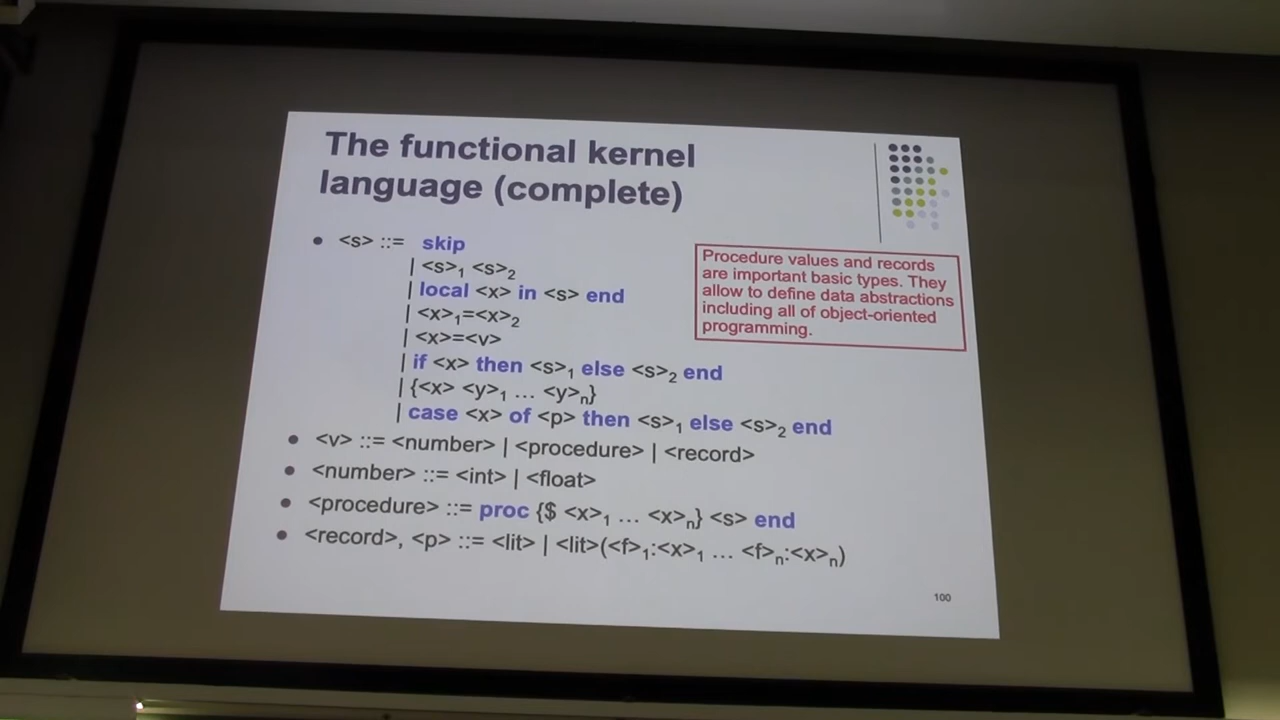 The functional kernel
language (complete)
• <s> ::= skip
| <s>₁ <s>₂
| local <x> in <s> end
| <x>₁=<x>₂
| <x>=<v>
| if <x> then <s>₁ else <s>₂ end
| {<x> <y>₁ ... <y>ₙ}
| case <x> of <p> then <s>₁ else <s>₂ end
• <v> ::= <number> | <procedure> | <record>
• <number> ::= <int> | <float>
• <procedure> ::= proc {$ <x>₁ ... <x>ₙ} <s> end
• <record>, <p> ::= <lit> | <lit>(<f>₁:<x>₁ ... <f>ₙ:<x>ₙ)
Procedure values and records
are important basic types. They
allow to define data abstractions
including all of object-oriented
programming.
100